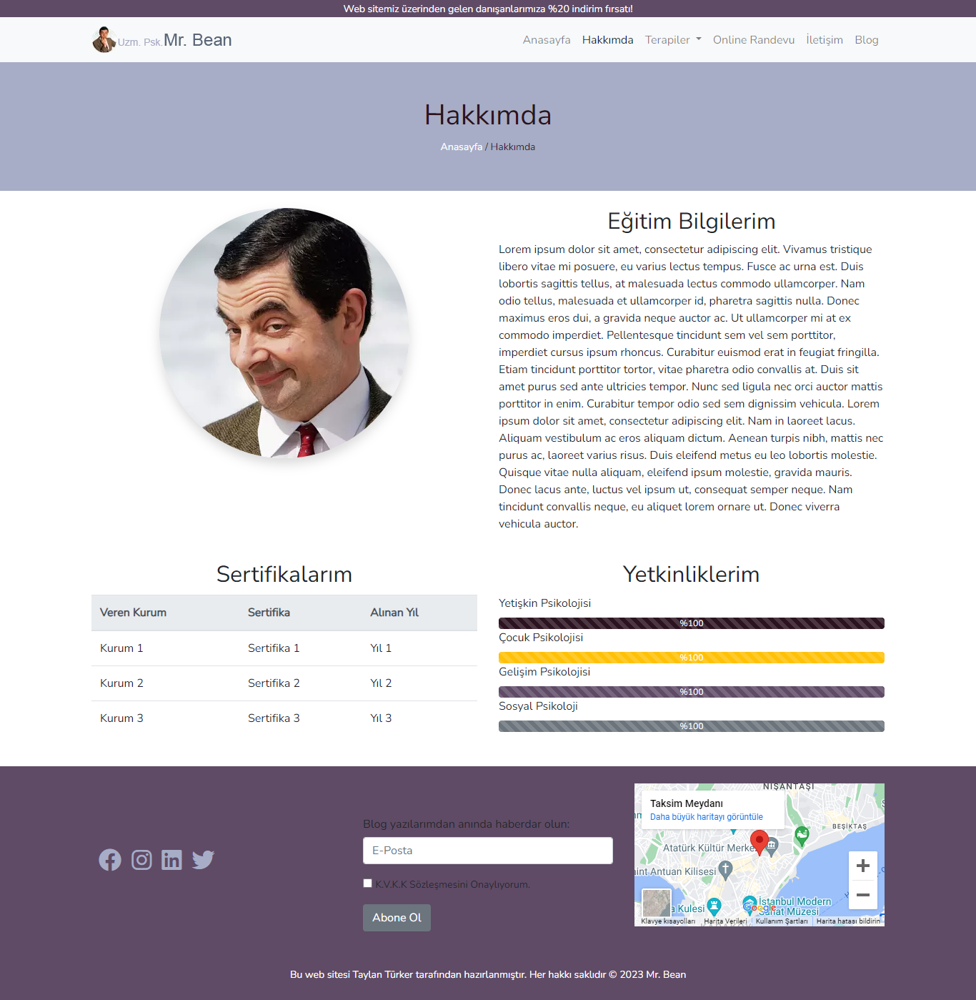 Web sitemiz üzerinden gelen danışanlarımıza %20 indirim fırsatı!
Uzm. Psk.Mr. Bean
Anasayfa Hakkımda Terapiler Online Randevu İletişim Blog
Hakkımda
Anasayfa / Hakkımda
Eğitim Bilgilerim
Lorem ipsum dolor sit amet, consectetur adipiscing elit. Vivamus tristique
libero vitae mi posuere, eu varius lectus tempus. Fusce ac urna est. Duis
lobortis sagittis tellus, at malesuada lectus commodo ullamcorper. Nam
odio tellus, malesuada et ullamcorper id, pharetra sagittis nulla. Donec
maximus eros dui, a gravida neque auctor ac. Ut ullamcorper mi at ex
commodo imperdiet. Pellentesque tincidunt sem vel sem porttitor,
imperdiet cursus ipsum rhoncus. Curabitur euismod erat in feugiat fringilla.
Etiam tincidunt porttitor tortor, vitae pharetra odio convallis at. Duis sit
amet purus sed ante ultricies tempor. Nunc sed ligula nec orci auctor mattis
porttitor in enim. Curabitur tempor odio sed sem dignissim vehicula. Lorem
ipsum dolor sit amet, consectetur adipiscing elit. Nam in laoreet lacus.
Aliquam vestibulum ac eros aliquam dictum. Aenean turpis nibh, mattis nec
purus ac, laoreet varius risus. Duis eleifend metus eu leo lobortis molestie.
Quisque vitae nulla aliquam, eleifend ipsum molestie, gravida mauris.
Donec lacus ante, luctus vel ipsum ut, consequat semper neque. Nam
tincidunt convallis neque, eu aliquet lorem ornare ut. Donec viverra
vehicula auctor.
Sertifikalarım
Veren Kurum Sertifika Alınan Yıl
Kurum 1 Sertifika 1 Yıl 1
Kurum 2 Sertifika 2 Yıl 2
Kurum 3 Sertifika 3 Yıl 3
Yetkinliklerim
Yetişkin Psikolojisi
%100
Çocuk Psikolojisi
%100
Gelişim Psikolojisi
%100
Sosyal Psikoloji
%100
Blog yazılarımdan anında haberdar olun:
E-Posta
K.V.K.K Sözleşmesini Onaylıyorum.
Abone Ol
NİŞANTAŞI
Taksim Meydanı
Daha büyük haritayı görüntüle
BEŞİKTAŞ
Atatürk Kültür Merkez
aint Antuan Kilisesi
İstanbul Modern
Sanat Müzesi
a Kulesi
Google
Klavye kısayolları Harita Verileri Kullanım Şartları Harita hatası bildirin
Bu web sitesi Taylan Türker tarafından hazırlanmıştır. Her hakkı saklıdır © 2023 Mr. Bean